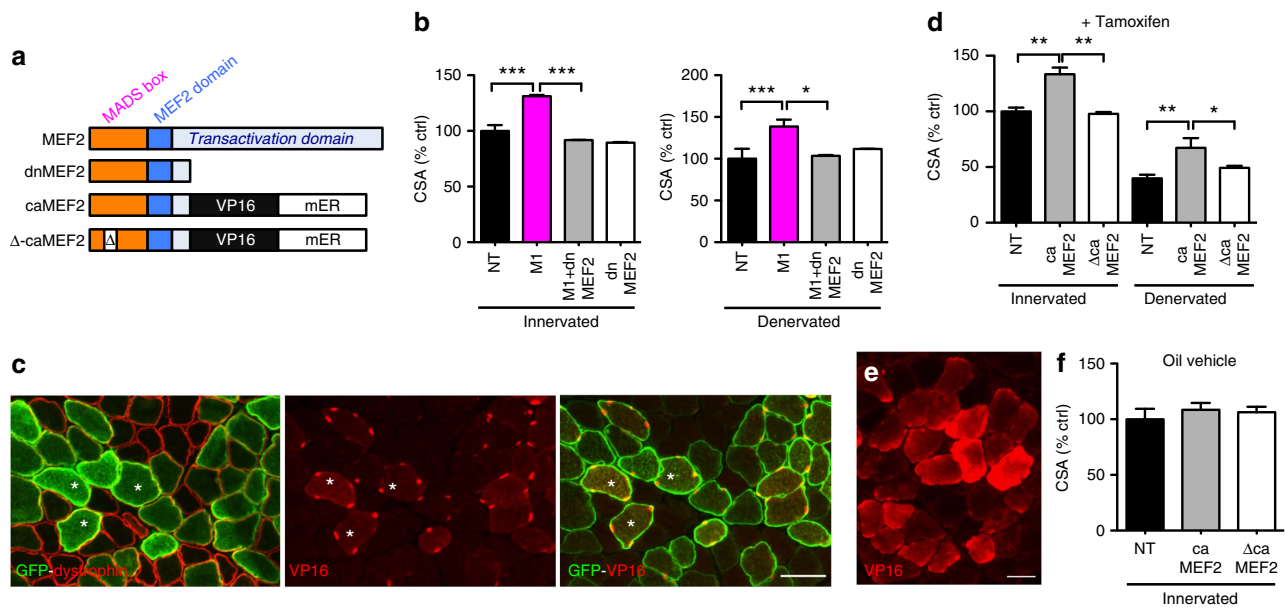 a
MADS box
MEF2 domain
MEF2
Transactivation domain
dnMEF2
caMEF2
VP16
mER
Δ-caMEF2
Δ
VP16
mER
b
CSA (% ctrl)
150
100
50
0
***
***
NT
M1
M1+dn
MEF2
dn
MEF2
Innervated
CSA (% ctrl)
200
150
100
50
0
***
*
NT
M1
M1+dn
MEF2
dn
MEF2
Denervated
c
*
*
*
GFP-dystrophin
*
*
*
VP16
*
*
*
GFP-VP16
d
+ Tamoxifen
CSA (% ctrl)
150
100
50
0
**
**
**
*
NT
ca
MEF2
Δca
MEF2
NT
ca
MEF2
Δca
MEF2
Innervated
Denervated
e
VP16
f
Oil vehicle
CSA (% ctrl)
150
100
50
0
NT
ca
MEF2
Δca
MEF2
Innervated